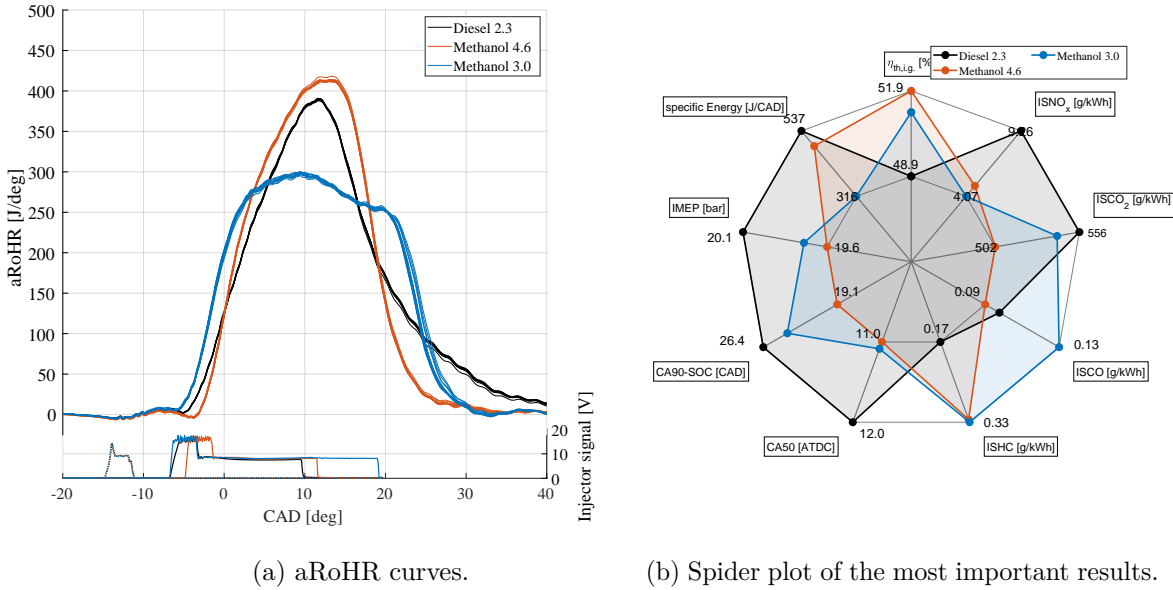 500
450
400
350
300
250
200
150
100
50
0
aRoHR [J/deg]
Diesel 2.3
Methanol 4.6
Methanol 3.0
20
10
0
Injector signal [V]
-20
-10
0
10
20
30
40
CAD [deg]
(a) aRoHR curves.
Diesel 2.3
Methanol 4.6
Methanol 3.0
η_th,i.g. [%
51.9
48.9
ISNO_x [g/kWh]
4.07
ISCO_2 [g/kWh]
556
502
ISCO [g/kWh]
0.13
0.09
ISHC [g/kWh]
0.33
0.17
CA50 [ATDC]
12.0
11.0
CA90-SOC [CAD]
26.4
19.1
IMEP [bar]
20.1
19.6
specific Energy [J/CAD]
537
316
(b) Spider plot of the most important results.